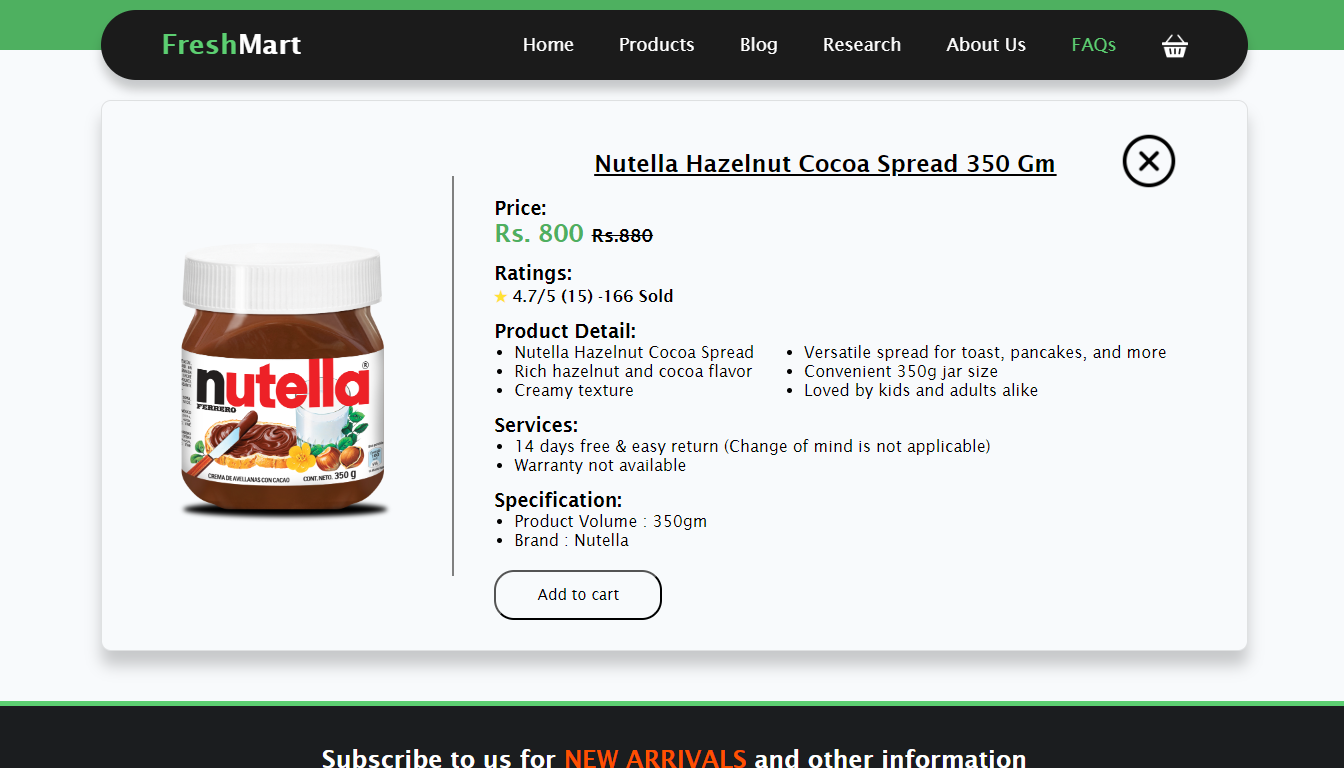 FreshMart Home Products Blog Research About Us FAQs
Nutella Hazelnut Cocoa Spread 350 Gm
Price:
Rs. 800 Rs.880
Ratings:
★ 4.7/5 (15) -166 Sold
Product Detail:
• Nutella Hazelnut Cocoa Spread
• Rich hazelnut and cocoa flavor
• Creamy texture
• Versatile spread for toast, pancakes, and more
• Convenient 350g jar size
• Loved by kids and adults alike
Services:
• 14 days free & easy return (Change of mind is not applicable)
• Warranty not available
Specification:
• Product Volume : 350gm
• Brand : Nutella
Add to cart
nutella®
FERRERO
CREMA DE AVELLANAS CON CACAO CONT. NETO. 350 g
Subscribe to us for NEW ARRIVALS and other information